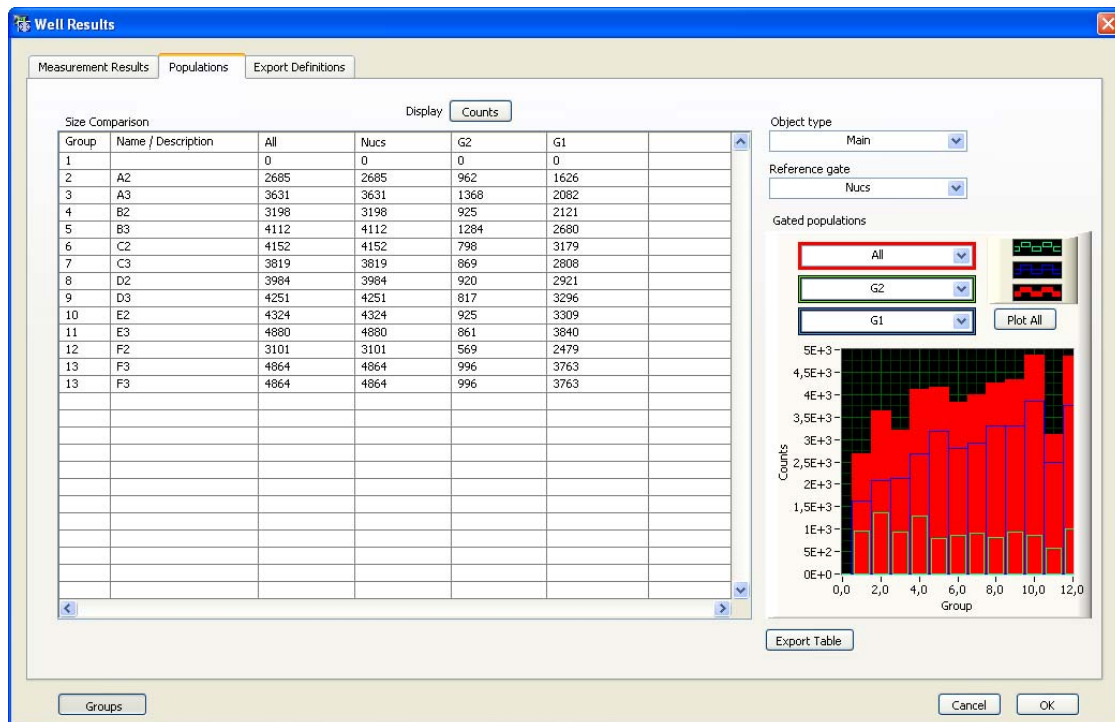 Well Results
Measurement Results Populations Export Definitions
Display Counts
Size Comparison
Group Name / Description All Nucs G2 G1
1 0 0 0 0
2 A2 2685 2685 962 1626
3 A3 3631 3631 1368 2082
4 B2 3198 3198 925 2121
5 B3 4112 4112 1284 2680
6 C2 4152 4152 798 3179
7 C3 3819 3819 869 2808
8 D2 3984 3984 920 2921
9 D3 4251 4251 817 3296
10 E2 4324 4324 925 3309
11 E3 4880 4880 861 3840
12 F2 3101 3101 569 2479
13 F3 4864 4864 996 3763
13 F3 4864 4864 996 3763
Object type
Main
Reference gate
Nucs
Gated populations
All
G2
G1
Plot All
5E+3
4,5E+3
4E+3
3,5E+3
3E+3
2,5E+3
2E+3
1,5E+3
1E+3
5E+2
0E+0
Counts
0,0 2,0 4,0 6,0 8,0 10,0 12,0
Group
Export Table
Groups
Cancel OK